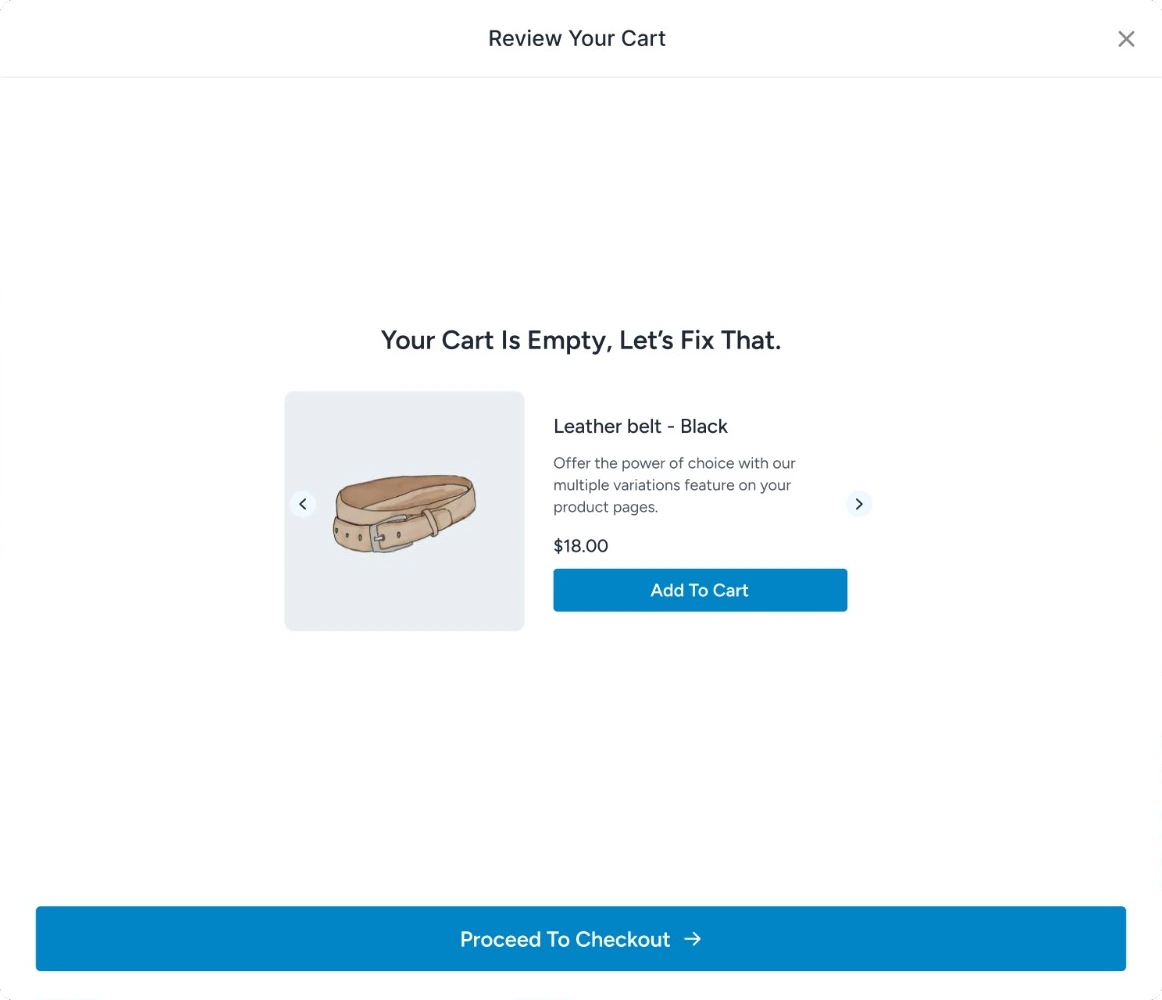 Review Your Cart
Your Cart Is Empty, Let’s Fix That.
Leather belt - Black
Offer the power of choice with our
multiple variations feature on your
product pages.
$18.00
Add To Cart
Proceed To Checkout →